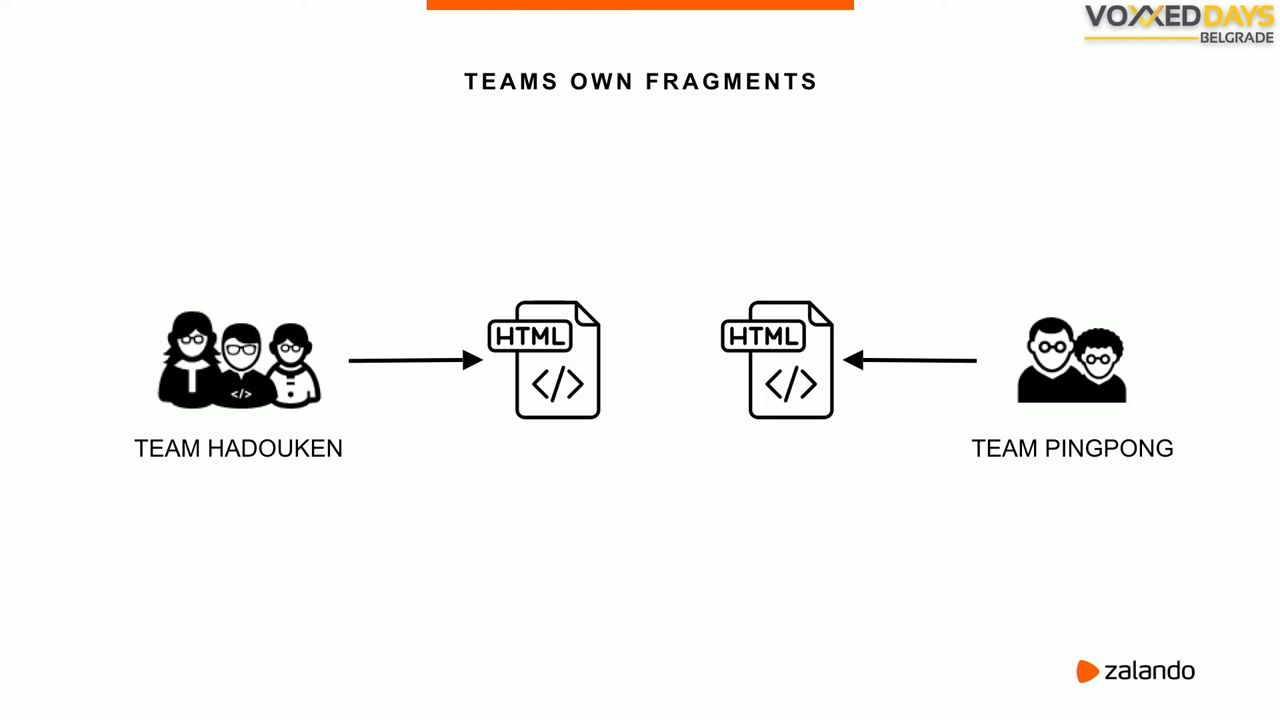 VOXXEDDAYS
BELGRADE
TEAMS OWN FRAGMENTS
HTML
</>
HTML
</>
</>
TEAM HADOUKEN
TEAM PINGPONG
zalando